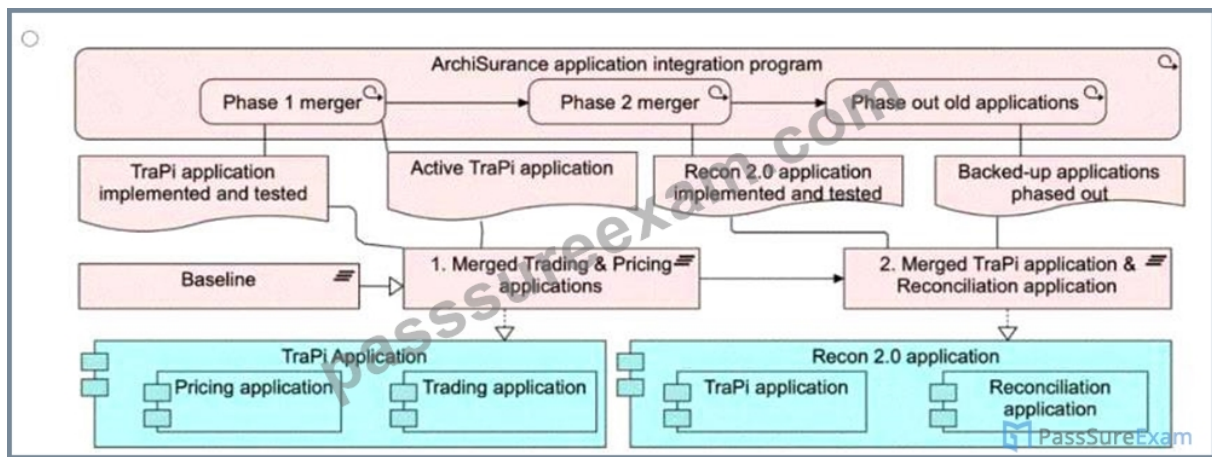 ArchiSurance application integration program
Phase 1 merger
Phase 2 merger
Phase out old applications
TraPi application
implemented and tested
Active TraPi application
Recon 2.0 application
implemented and tested
Backed-up applications
phased out
Baseline
1. Merged Trading & Pricing
applications
2. Merged TraPi application &
Reconciliation application
TraPi Application
Pricing application
Trading application
Recon 2.0 application
TraPi application
Reconciliation
application
passsureexam.com
PassSureExam